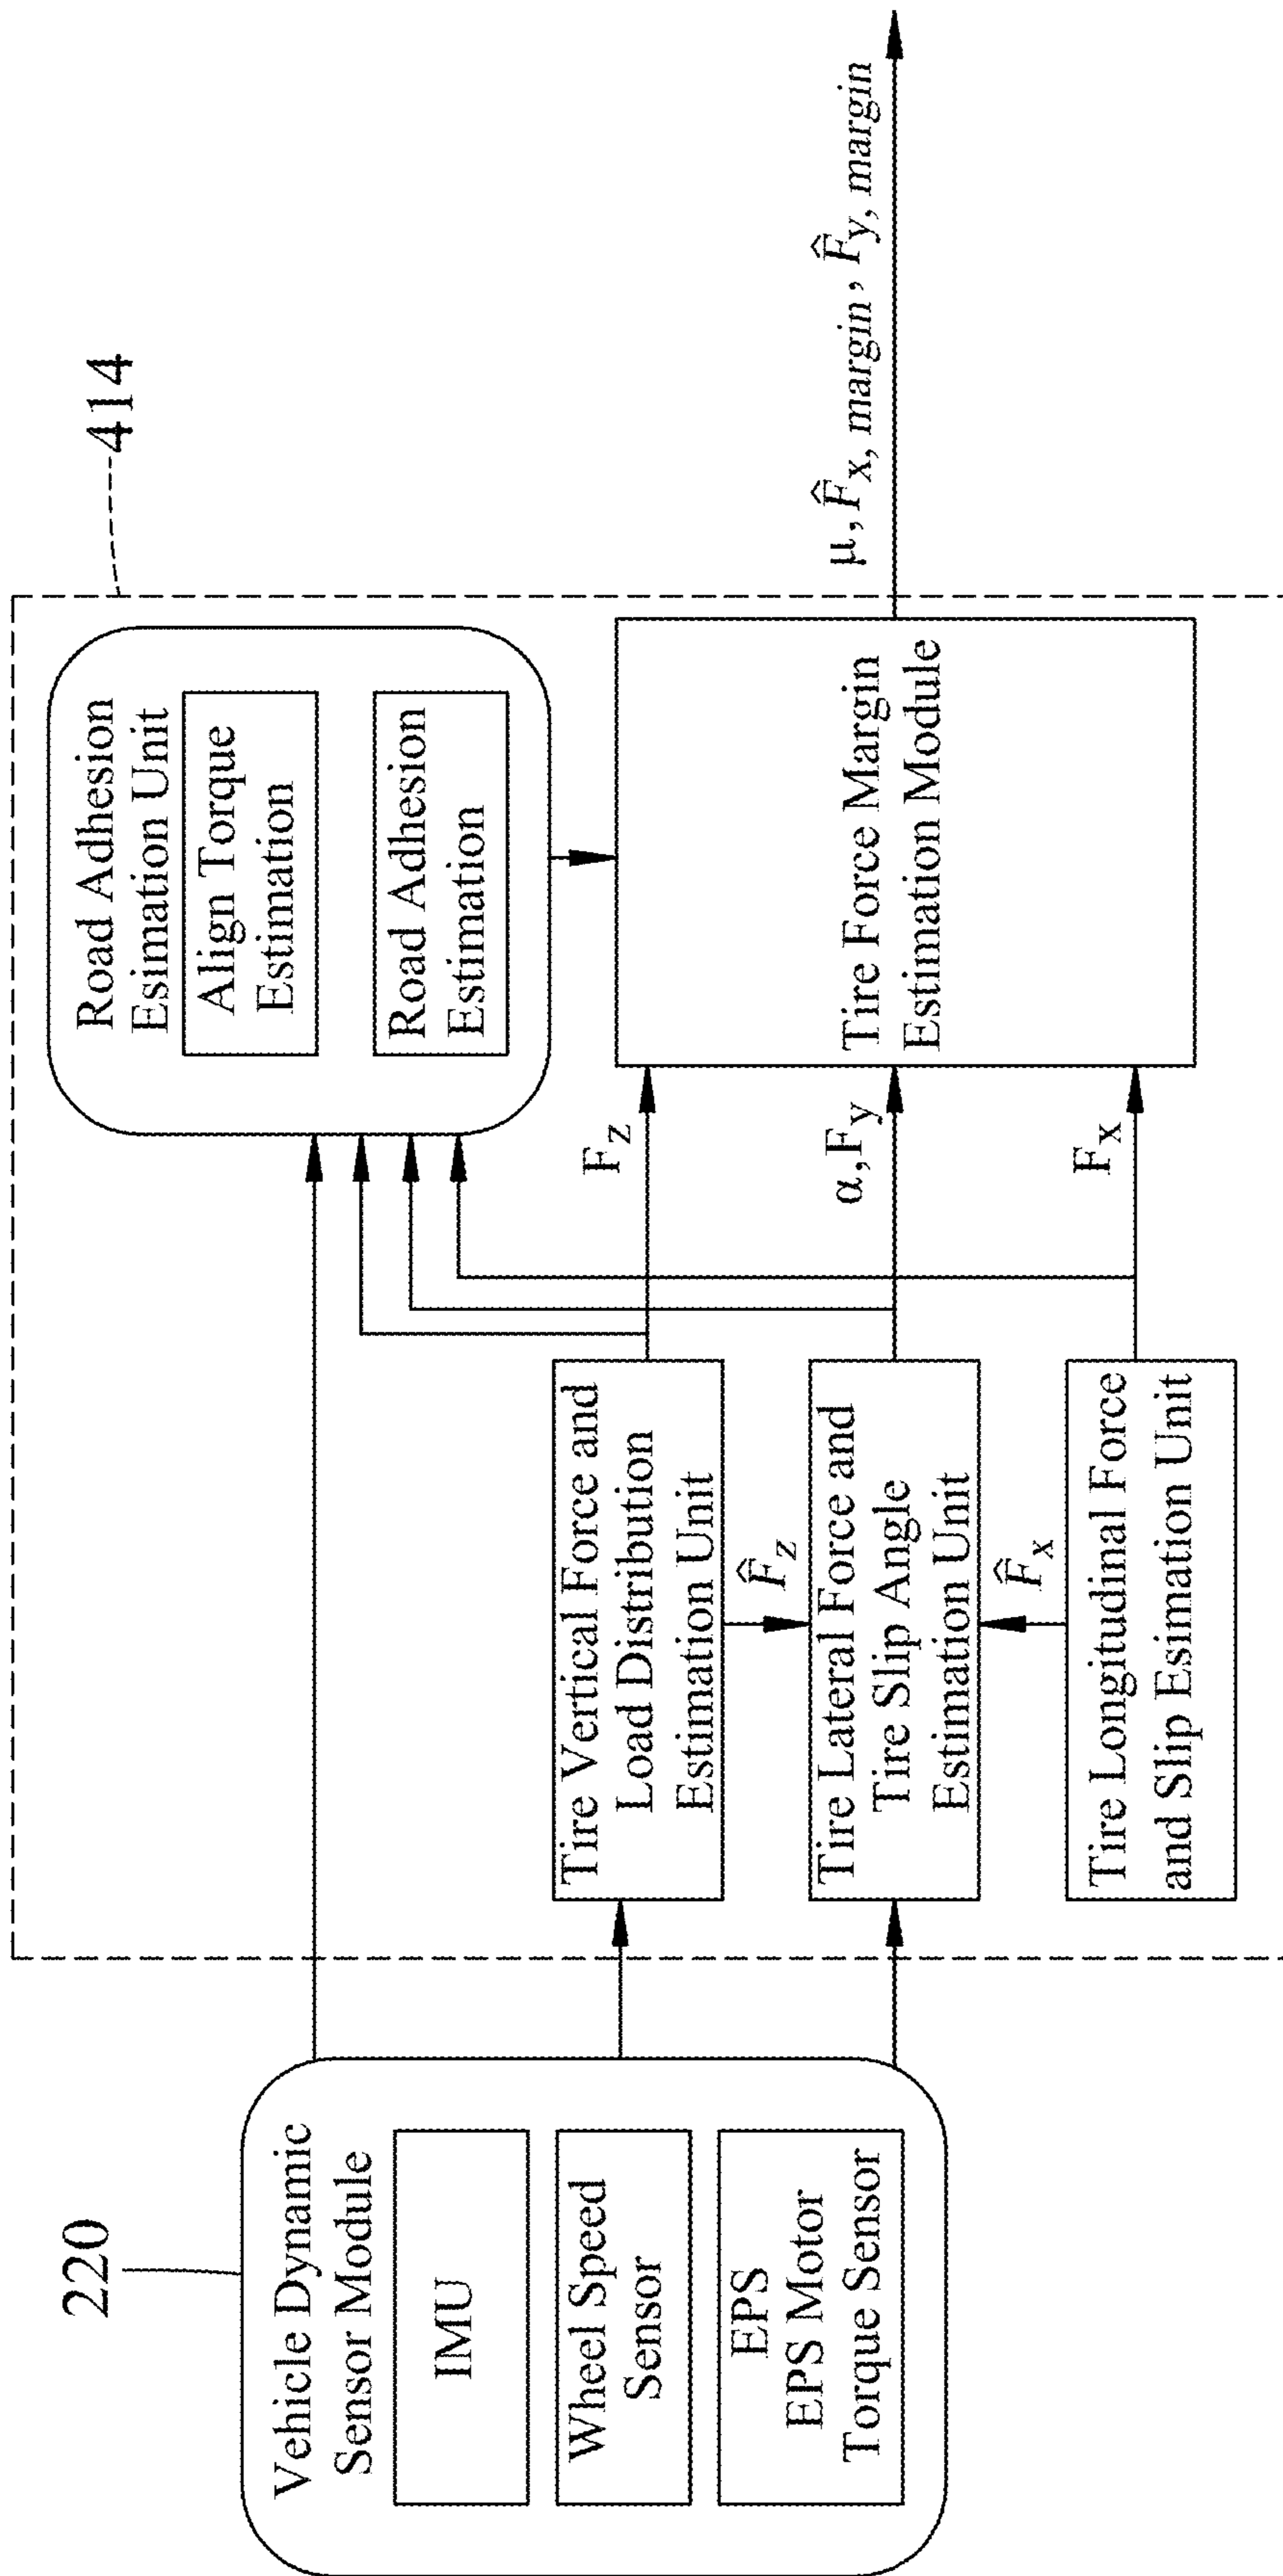 220
Vehicle Dynamic
Sensor Module
IMU
Wheel Speed
Sensor
EPS
EPS Motor
Torque Sensor
414
Road Adhesion
Esimation Unit
Align Torque
Estimation
Road Adhesion
Estimation
Tire Vertical Force and
Load Distribution
Estimation Unit
F̂z
Tire Lateral Force and
Tire Slip Angle
Estimation Unit
F̂x
Tire Longitudinal Force
and Slip Esimation Unit
Fz
α,Fy
Fx
Tire Force Margin
Estimation Module
μ, F̂x, margin, F̂y, margin